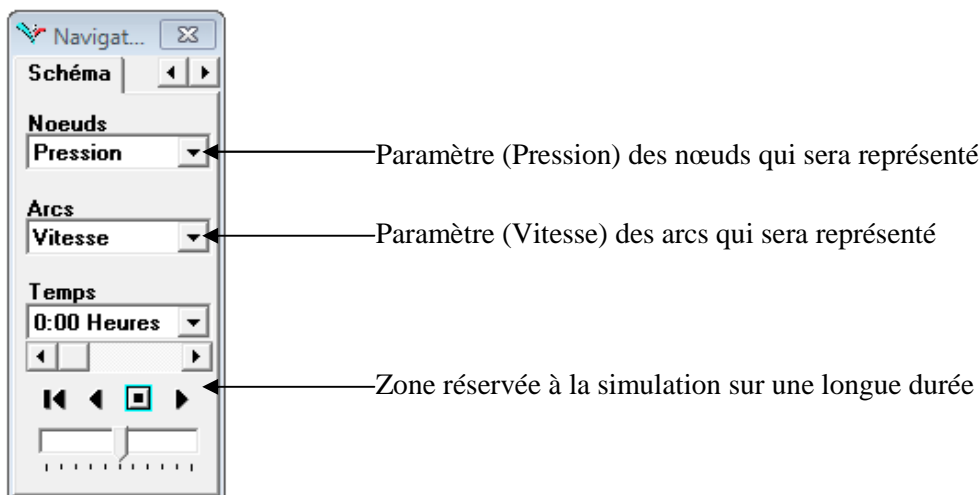 Navigat...
Schéma
Noeuds
Pression
Paramètre (Pression) des nœuds qui sera représenté
Arcs
Vitesse
Paramètre (Vitesse) des arcs qui sera représenté
Temps
0:00 Heures
Zone réservée à la simulation sur une longue durée